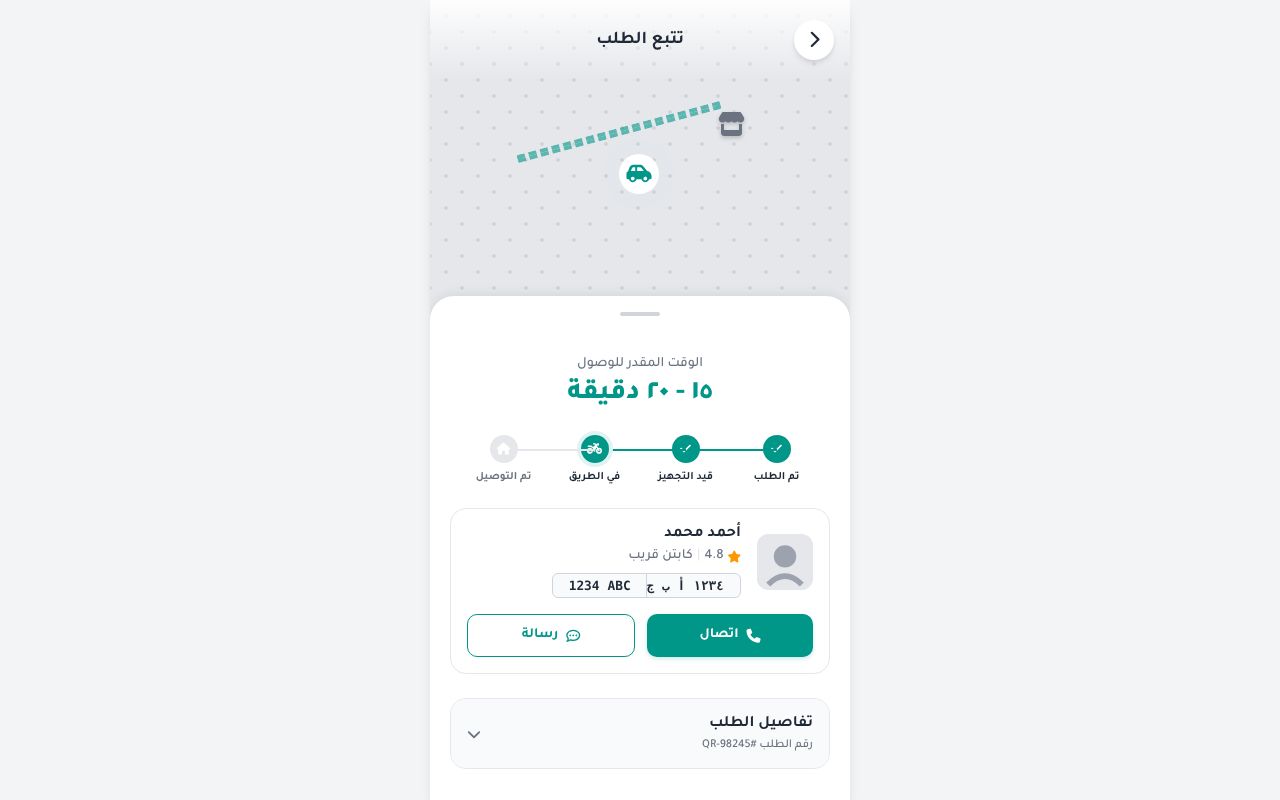 تتبع الطلب
الوقت المقدر للوصول
١٥ - ٢٠ دقيقة
تم الطلب
قيد التجهيز
في الطريق
تم التوصيل
أحمد محمد
4.8 كابتن قريب
١٢٣٤ أ ب ج 1234 ABC
اتصال
رسالة
تفاصيل الطلب
رقم الطلب #QR-98245